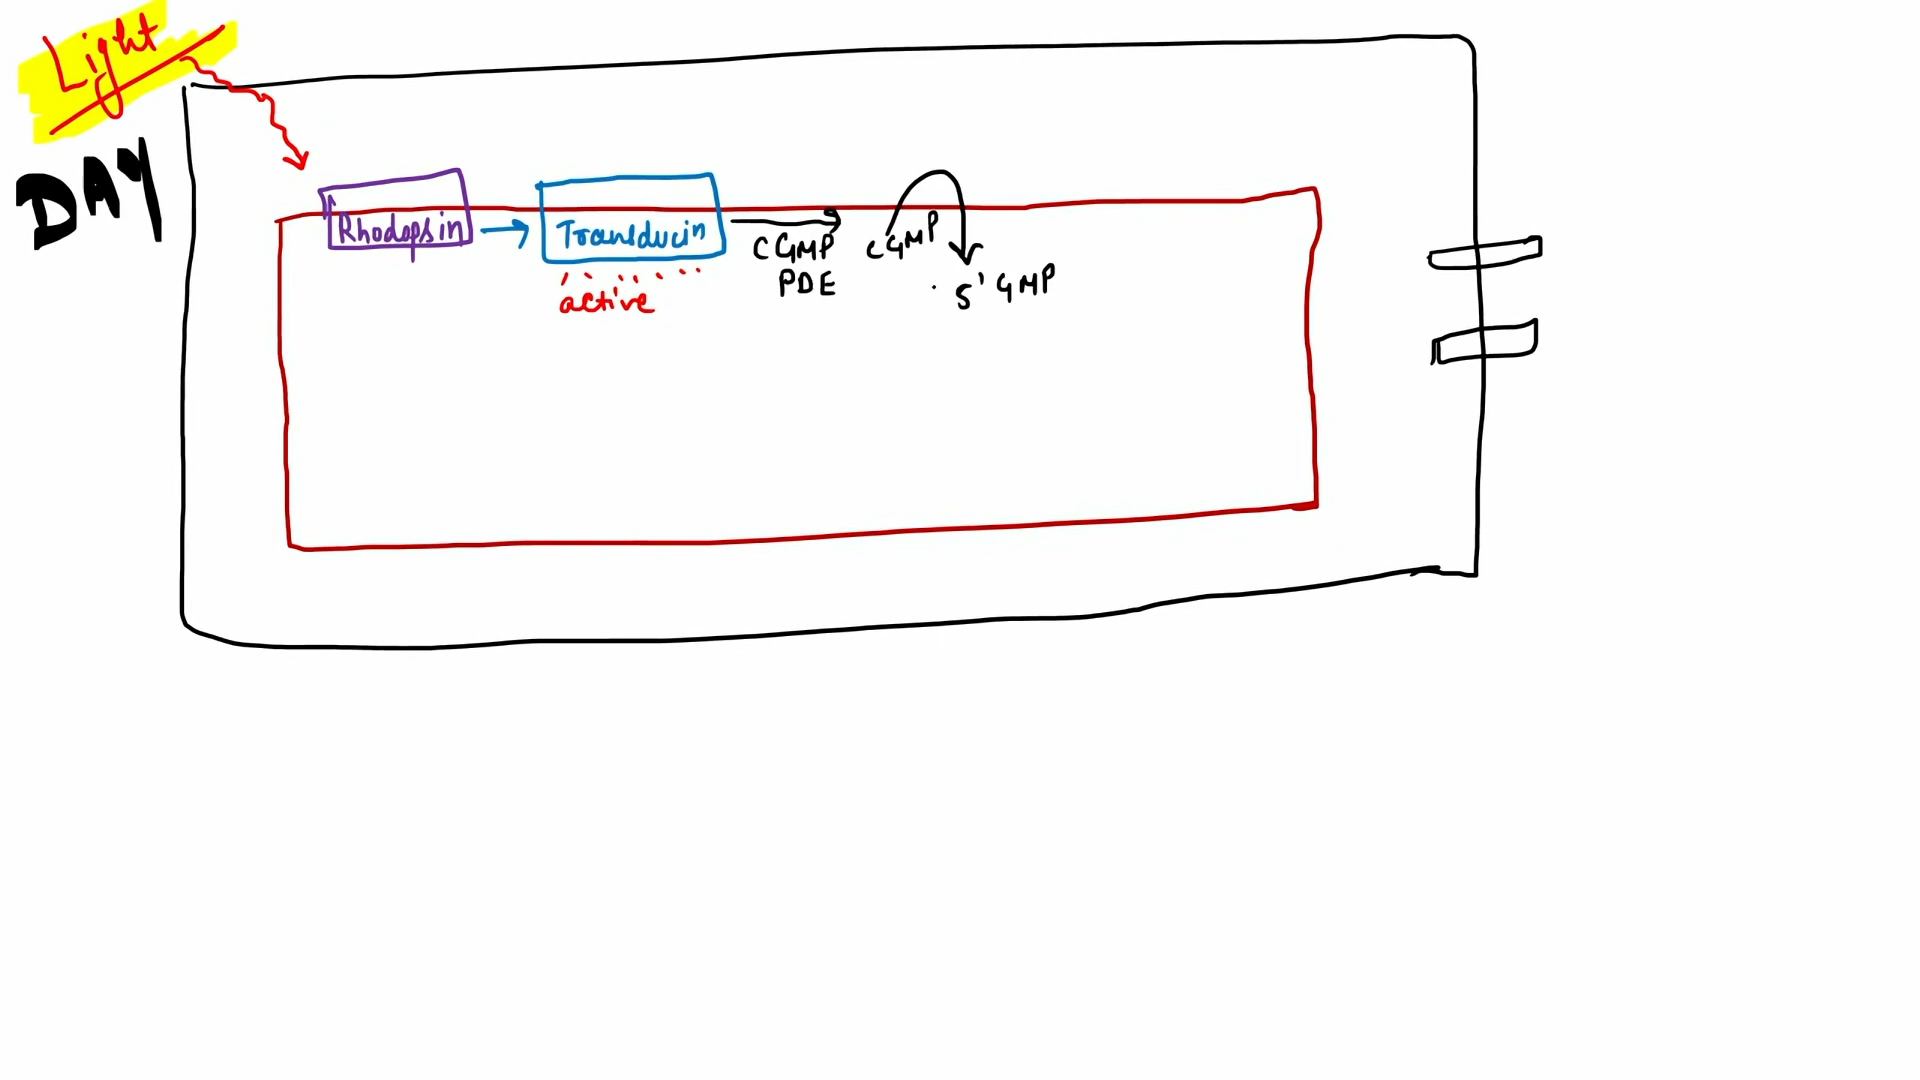 Light
DAY
Rhodopsin
Transducin
active
cGMP
PDE
cGMP
5' GMP